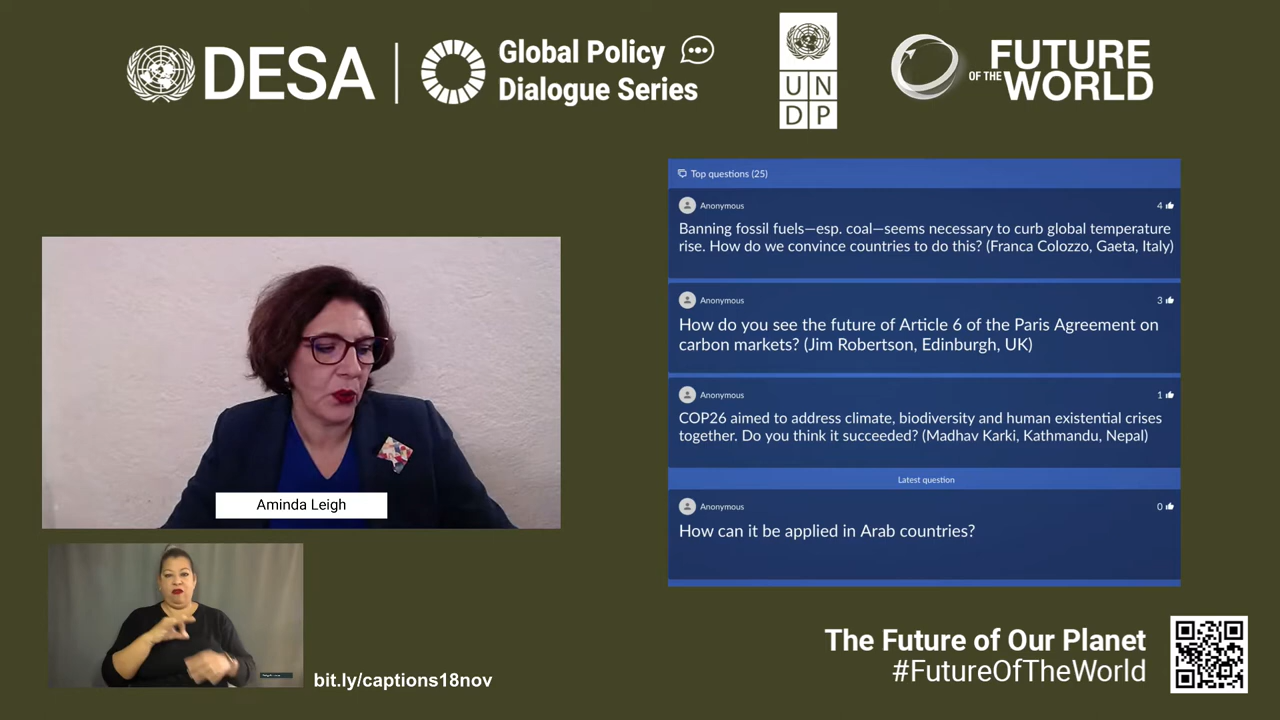 DESA
Global Policy
Dialogue Series
UN
DP
FUTURE
OF THE WORLD
Top questions (25)
Anonymous
4
Banning fossil fuels—esp. coal—seems necessary to curb global temperature
rise. How do we convince countries to do this? (Franca Colozzo, Gaeta, Italy)
Anonymous
3
How do you see the future of Article 6 of the Paris Agreement on
carbon markets? (Jim Robertson, Edinburgh, UK)
Anonymous
1
COP26 aimed to address climate, biodiversity and human existential crises
together. Do you think it succeeded? (Madhav Karki, Kathmandu, Nepal)
Latest question
Anonymous
0
How can it be applied in Arab countries?
Aminda Leigh
bit.ly/captions18nov
The Future of Our Planet
#FutureOfTheWorld